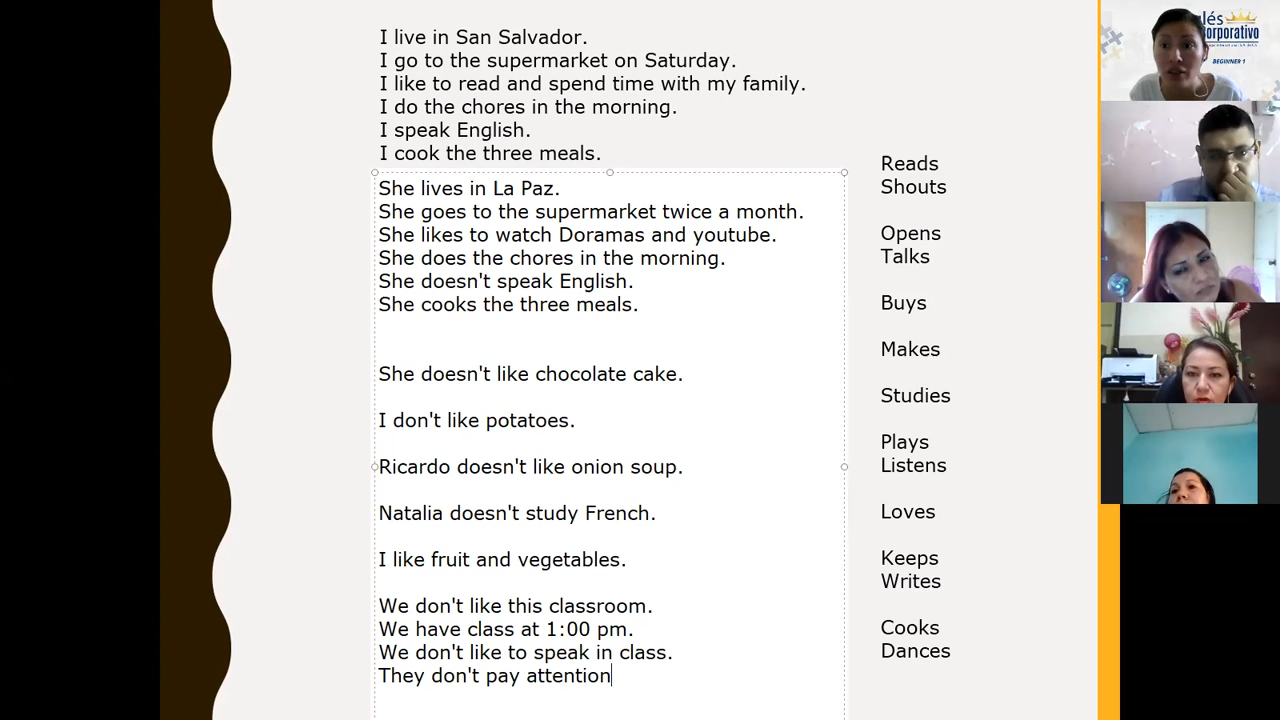 I live in San Salvador.
I go to the supermarket on Saturday.
I like to read and spend time with my family.
I do the chores in the morning.
I speak English.
I cook the three meals.
She lives in La Paz.
She goes to the supermarket twice a month.
She likes to watch Doramas and youtube.
She does the chores in the morning.
She doesn't speak English.
She cooks the three meals.
She doesn't like chocolate cake.
I don't like potatoes.
Ricardo doesn't like onion soup.
Natalia doesn't study French.
I like fruit and vegetables.
We don't like this classroom.
We have class at 1:00 pm.
We don't like to speak in class.
They don't pay attention
Reads
Shouts
Opens
Talks
Buys
Makes
Studies
Plays
Listens
Loves
Keeps
Writes
Cooks
Dances
lés
orporativo
BEGINNER 1